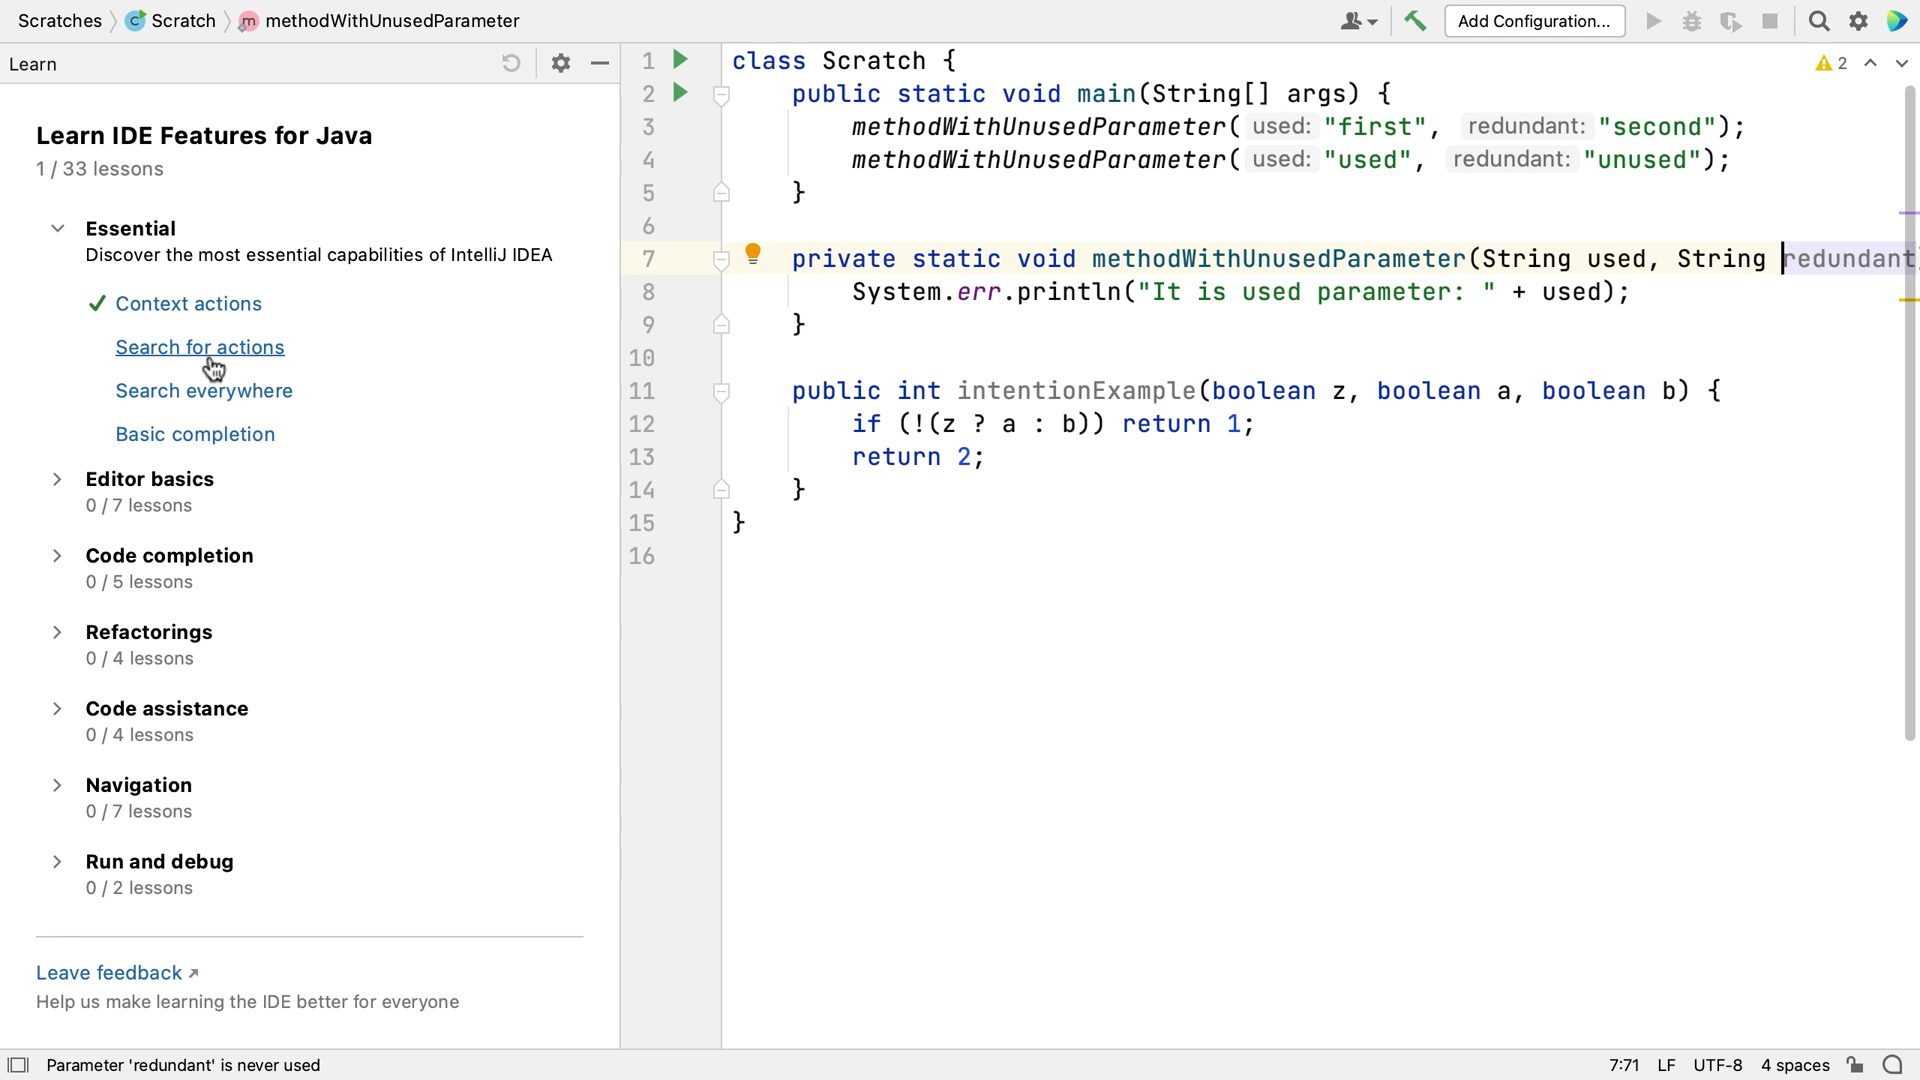 Scratches Scratch methodWithUnusedParameter
Add Configuration...
Learn
Learn IDE Features for Java
1 / 33 lessons
Essential
Discover the most essential capabilities of IntelliJ IDEA
Context actions
Search for actions
Search everywhere
Basic completion
Editor basics
0 / 7 lessons
Code completion
0 / 5 lessons
Refactorings
0 / 4 lessons
Code assistance
0 / 4 lessons
Navigation
0 / 7 lessons
Run and debug
0 / 2 lessons
Leave feedback
Help us make learning the IDE better for everyone
2
1 class Scratch {
2 public static void main(String[] args) {
3 methodWithUnusedParameter( used: "first", redundant: "second");
4 methodWithUnusedParameter( used: "used", redundant: "unused");
5 }
6
7 private static void methodWithUnusedParameter(String used, String redundant
8 System.err.println("It is used parameter: " + used);
9 }
10
11 public int intentionExample(boolean z, boolean a, boolean b) {
12 if (!(z ? a : b)) return 1;
13 return 2;
14 }
15 }
16
Parameter 'redundant' is never used
7:71 LF UTF-8 4 spaces